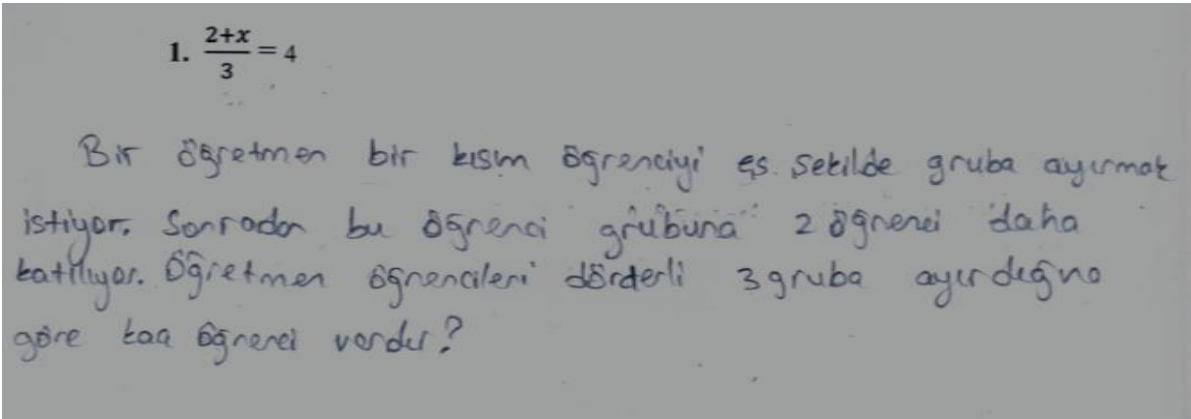 1. 2+x/3 = 4
Bir öğretmen bir kısım öğrenciyi eş şekilde gruba ayırmak
istiyor. Sonradan bu öğrenci grubuna 2 öğrenci daha
katılıyor. Öğretmen öğrencileri dörderli 3 gruba ayırdığına
göre kaç öğrenci vardır?